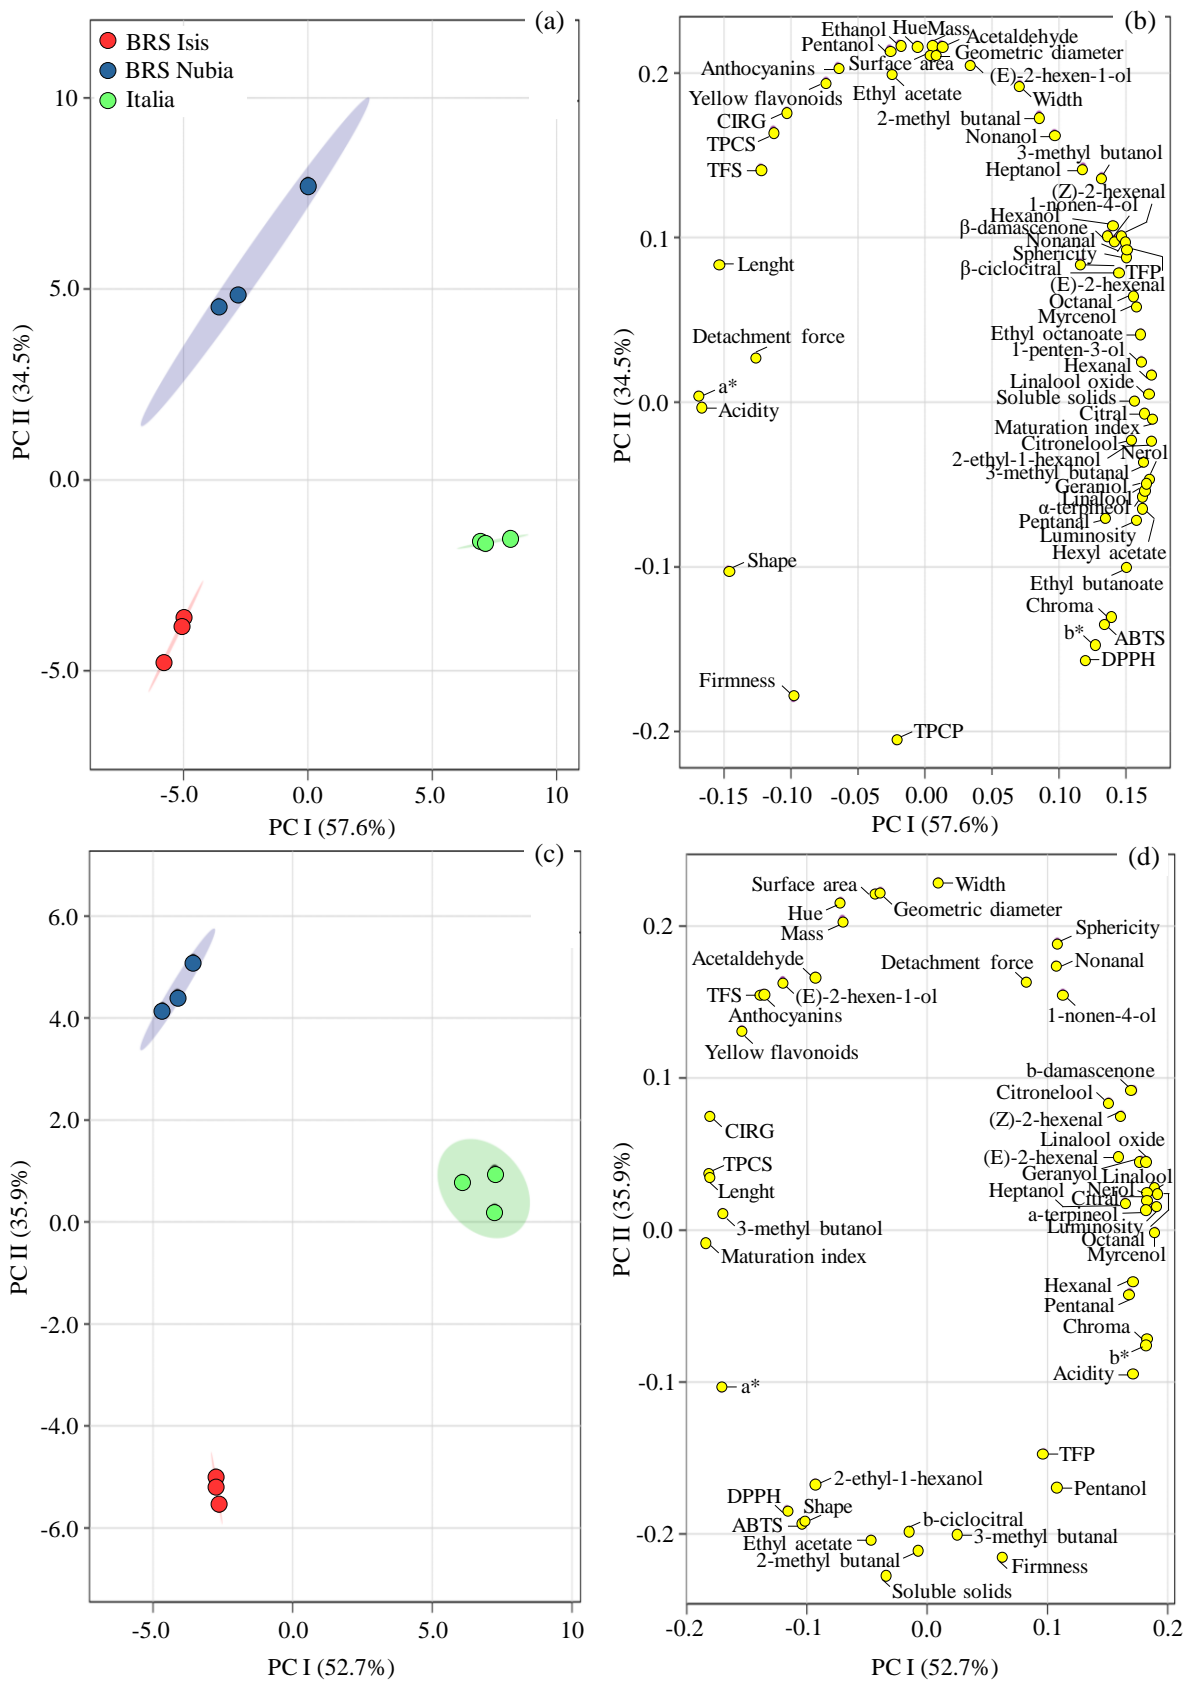 (a)
BRS Isis
BRS Nubia
Italia
10
5.0
0.0
-5.0
PC II (34.5%)
-5.0 0.0 5.0 10
PC I (57.6%)
(b)
Ethanol
Hue
Mass
Acetaldehyde
Pentanol
Surface area
Geometric diameter
Anthocyanins
(E)-2-hexen-1-ol
Yellow flavonoids
Ethyl acetate
Width
CIRG
2-methyl butanal
TPCS
Nonanol
3-methyl butanol
TFS
Heptanol
(Z)-2-hexenal
1-nonen-4-ol
Hexanol
β-damascenone
Nonanal
Sphericity
Lenght
β-ciclocitral
TFP
(E)-2-hexenal
Octanal
Myrcenol
Detachment force
Ethyl octanoate
1-penten-3-ol
Hexanal
Linalool oxide
a*
Soluble solids
Acidity
Citral
Maturation index
Citronelool
Nerol
2-ethyl-1-hexanol
3-methyl butanal
Geraniol
Linalool
α-terpineol
Pentanal
Luminosity
Hexyl acetate
Shape
Ethyl butanoate
Chroma
ABTS
b*
DPPH
Firmness
TPCP
0.2
0.1
0.0
-0.1
-0.2
PC II (34.5%)
-0.15 -0.10 -0.05 0.00 0.05 0.10 0.15
PC I (57.6%)
(c)
6.0
4.0
2.0
0.0
-2.0
-4.0
-6.0
PC II (35.9%)
-5.0 0.0 5.0 10
PC I (52.7%)
(d)
Surface area
Width
Hue
Geometric diameter
Mass
Sphericity
Acetaldehyde
Detachment force
Nonanal
TFS
(E)-2-hexen-1-ol
Anthocyanins
1-nonen-4-ol
Yellow flavonoids
b-damascenone
Citronelool
(Z)-2-hexenal
CIRG
Linalool oxide
(E)-2-hexenal
TPCS
Geranyol
Linalool
Lenght
Heptanol
Nerol
Citral
a-terpineol
3-methyl butanol
Luminosity
Octanal
Maturation index
Myrcenol
Hexanal
Pentanal
Chroma
b*
Acidity
a*
TFP
2-ethyl-1-hexanol
Pentanol
DPPH
Shape
ABTS
b-ciclocitral
Ethyl acetate
3-methyl butanal
2-methyl butanal
Firmness
Soluble solids
0.2
0.1
0.0
-0.1
-0.2
PC II (35.9%)
-0.2 -0.1 0.0 0.1 0.2
PC I (52.7%)